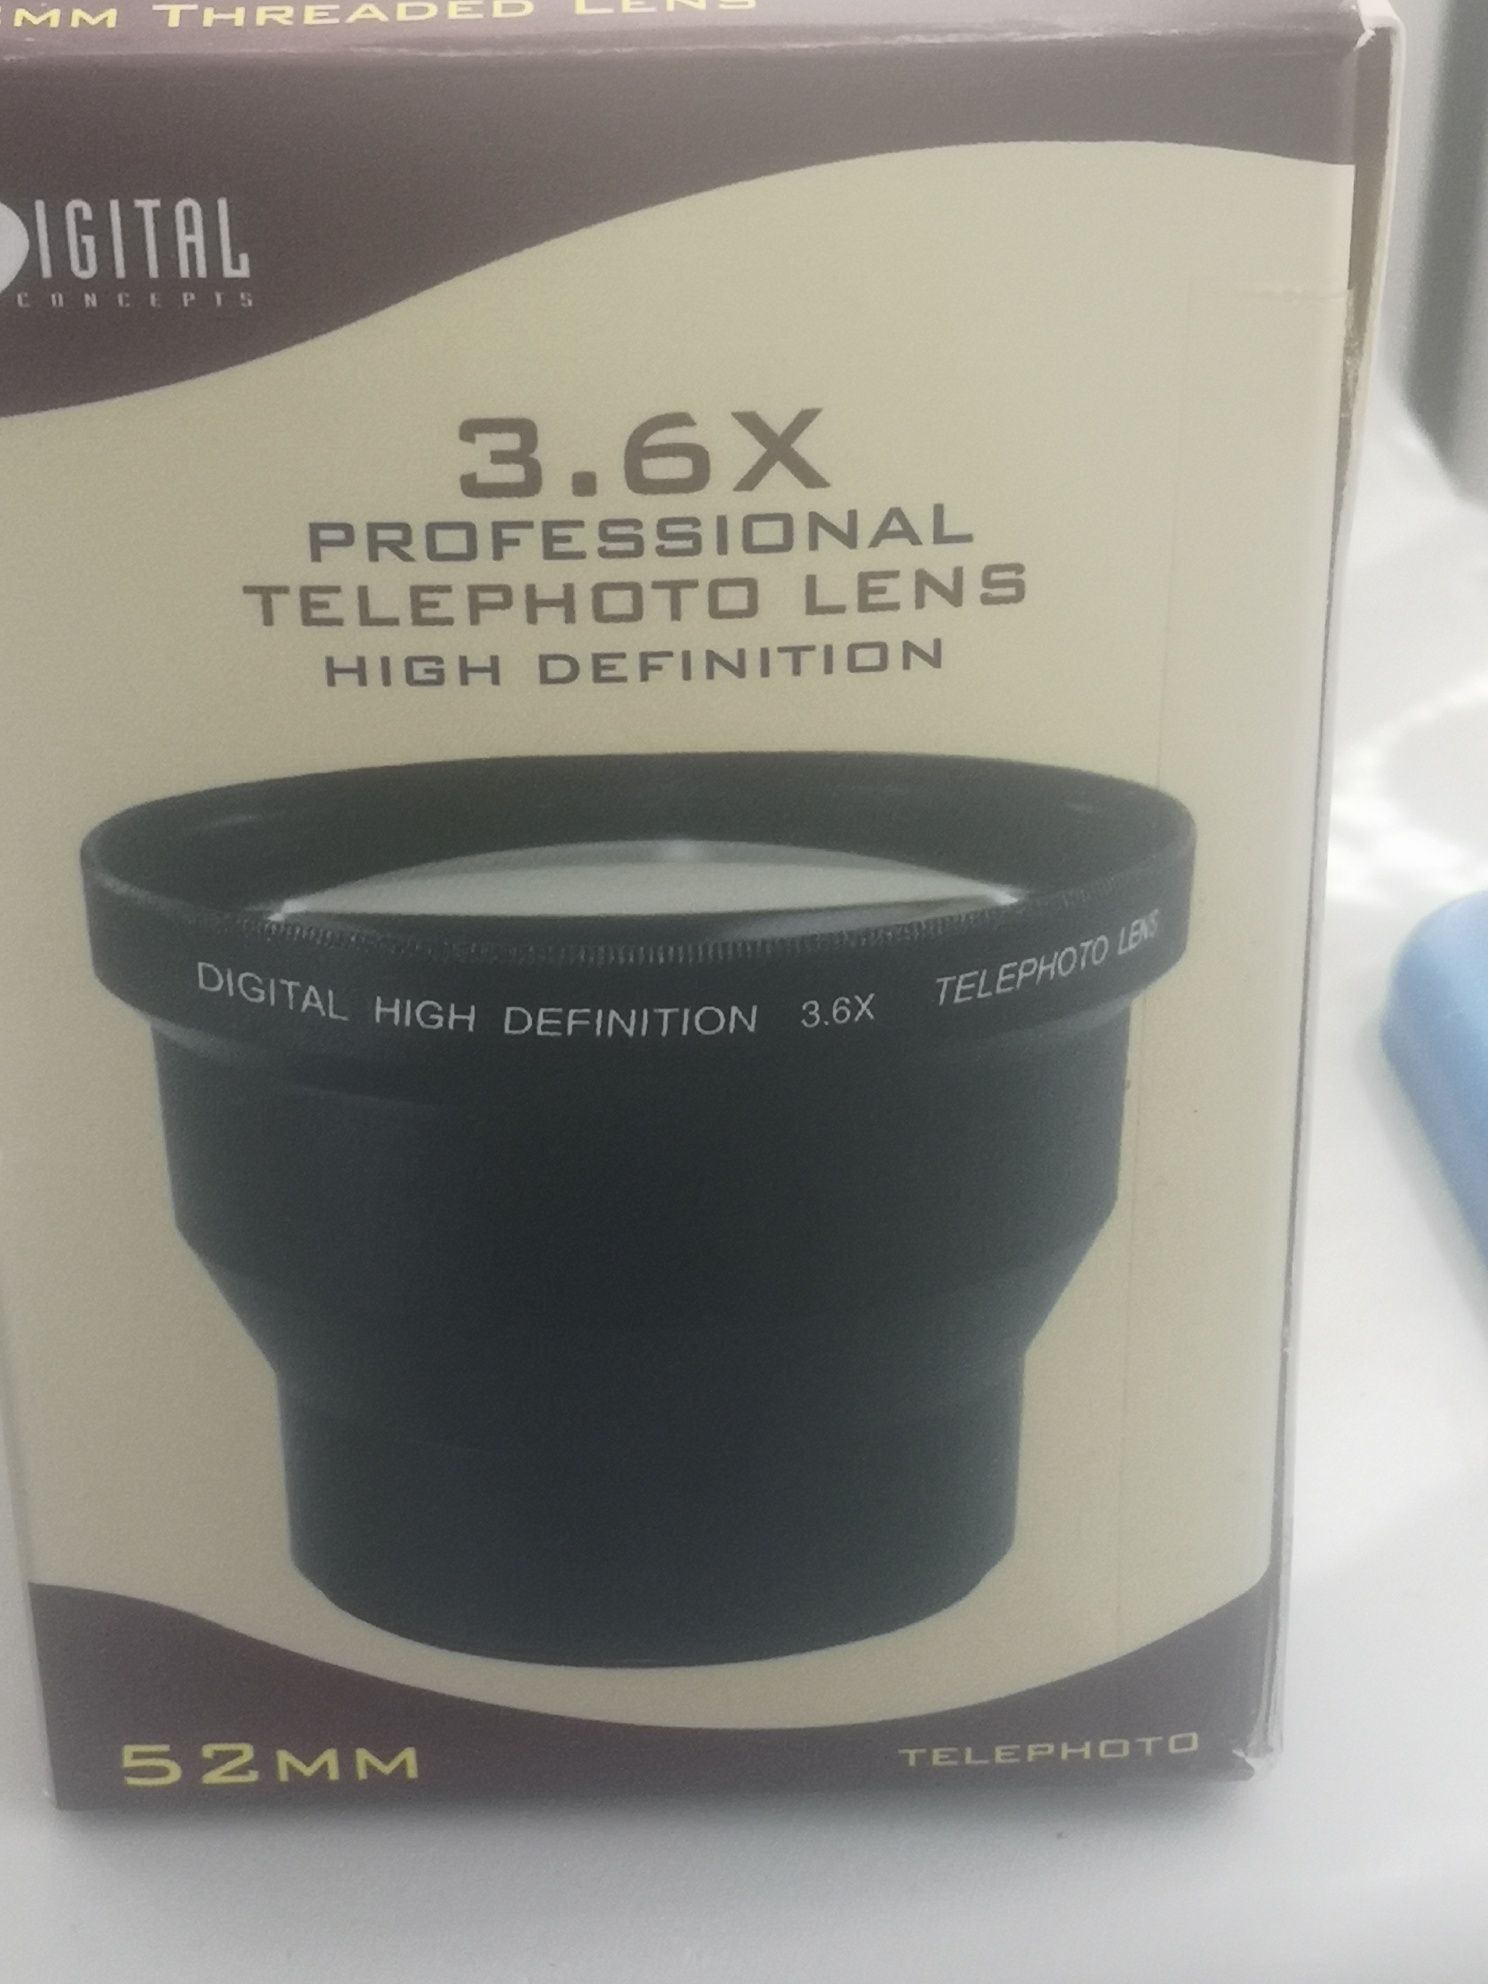 MM THREADED LENS
DIGITAL
CONCEPTS
3.6X
PROFESSIONAL
TELEPHOTO LENS
HIGH DEFINITION
DIGITAL HIGH DEFINITION 3.6X TELEPHOTO LENS
52MM
TELEPHOTO